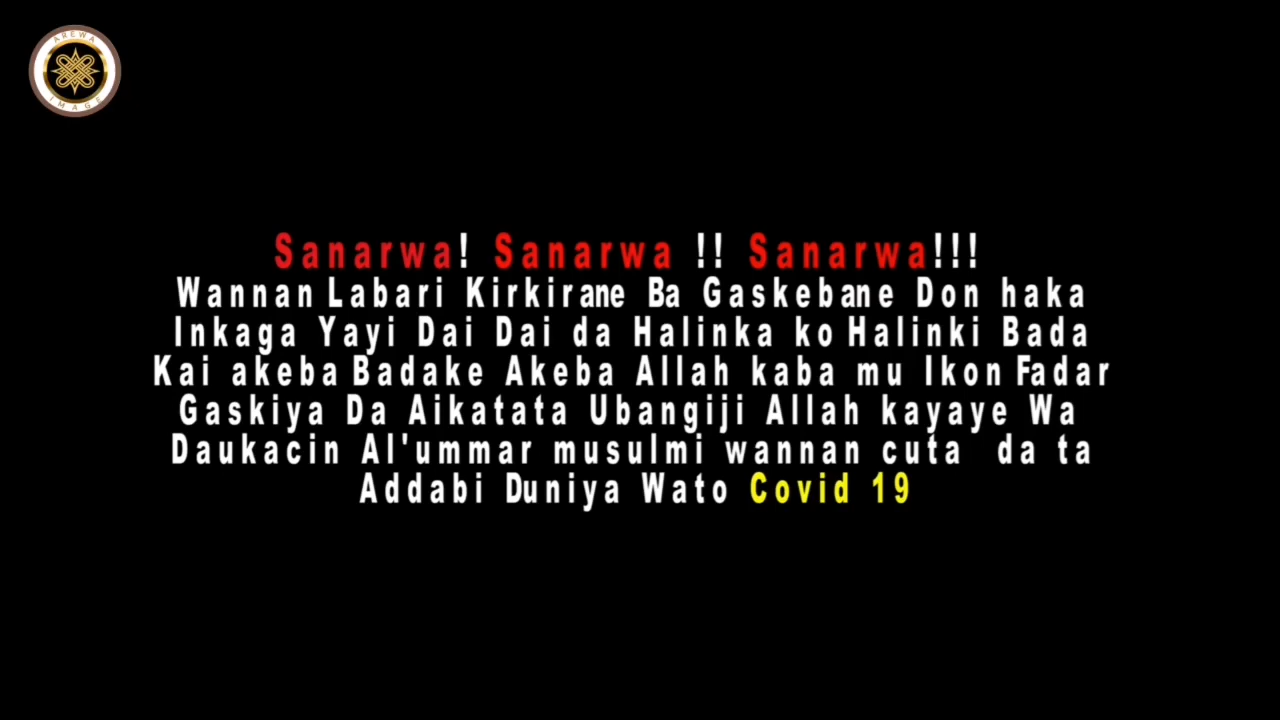 AREWA
IMAGE
Sanarwa! Sanarwa !! Sanarwa!!!
Wannan Labari Kirkirane Ba Gaskebane Don haka
Inkaga Yayi Dai Dai da Halinka ko Halinki Bada
Kai akeba Badake Akeba Allah kaba mu Ikon Fadar
Gaskiya Da Aikatata Ubangiji Allah kayaye Wa
Daukacin Al'ummar musulmi wannan cuta da ta
Addabi Duniya Wato Covid 19